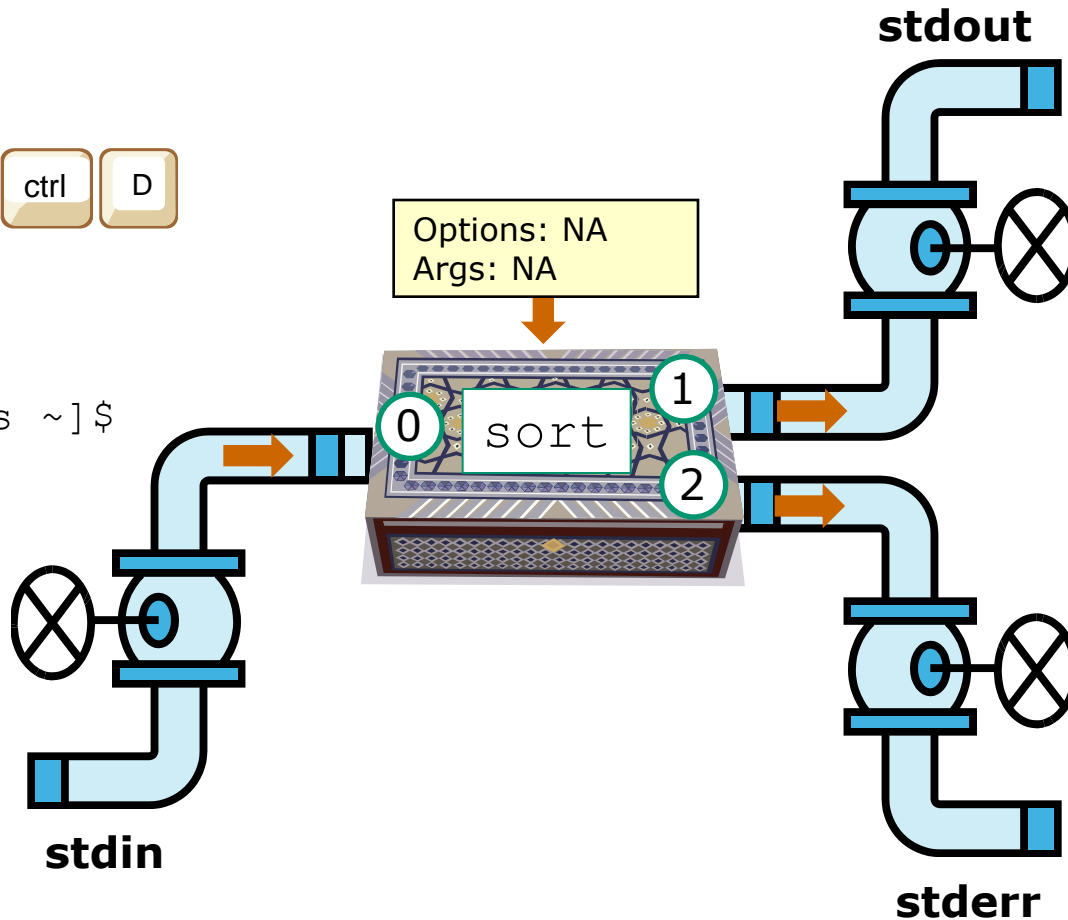 stdout
ctrl
D
Options: NA
Args: NA
s ~]$
0
1
sort
2
stdin
stderr